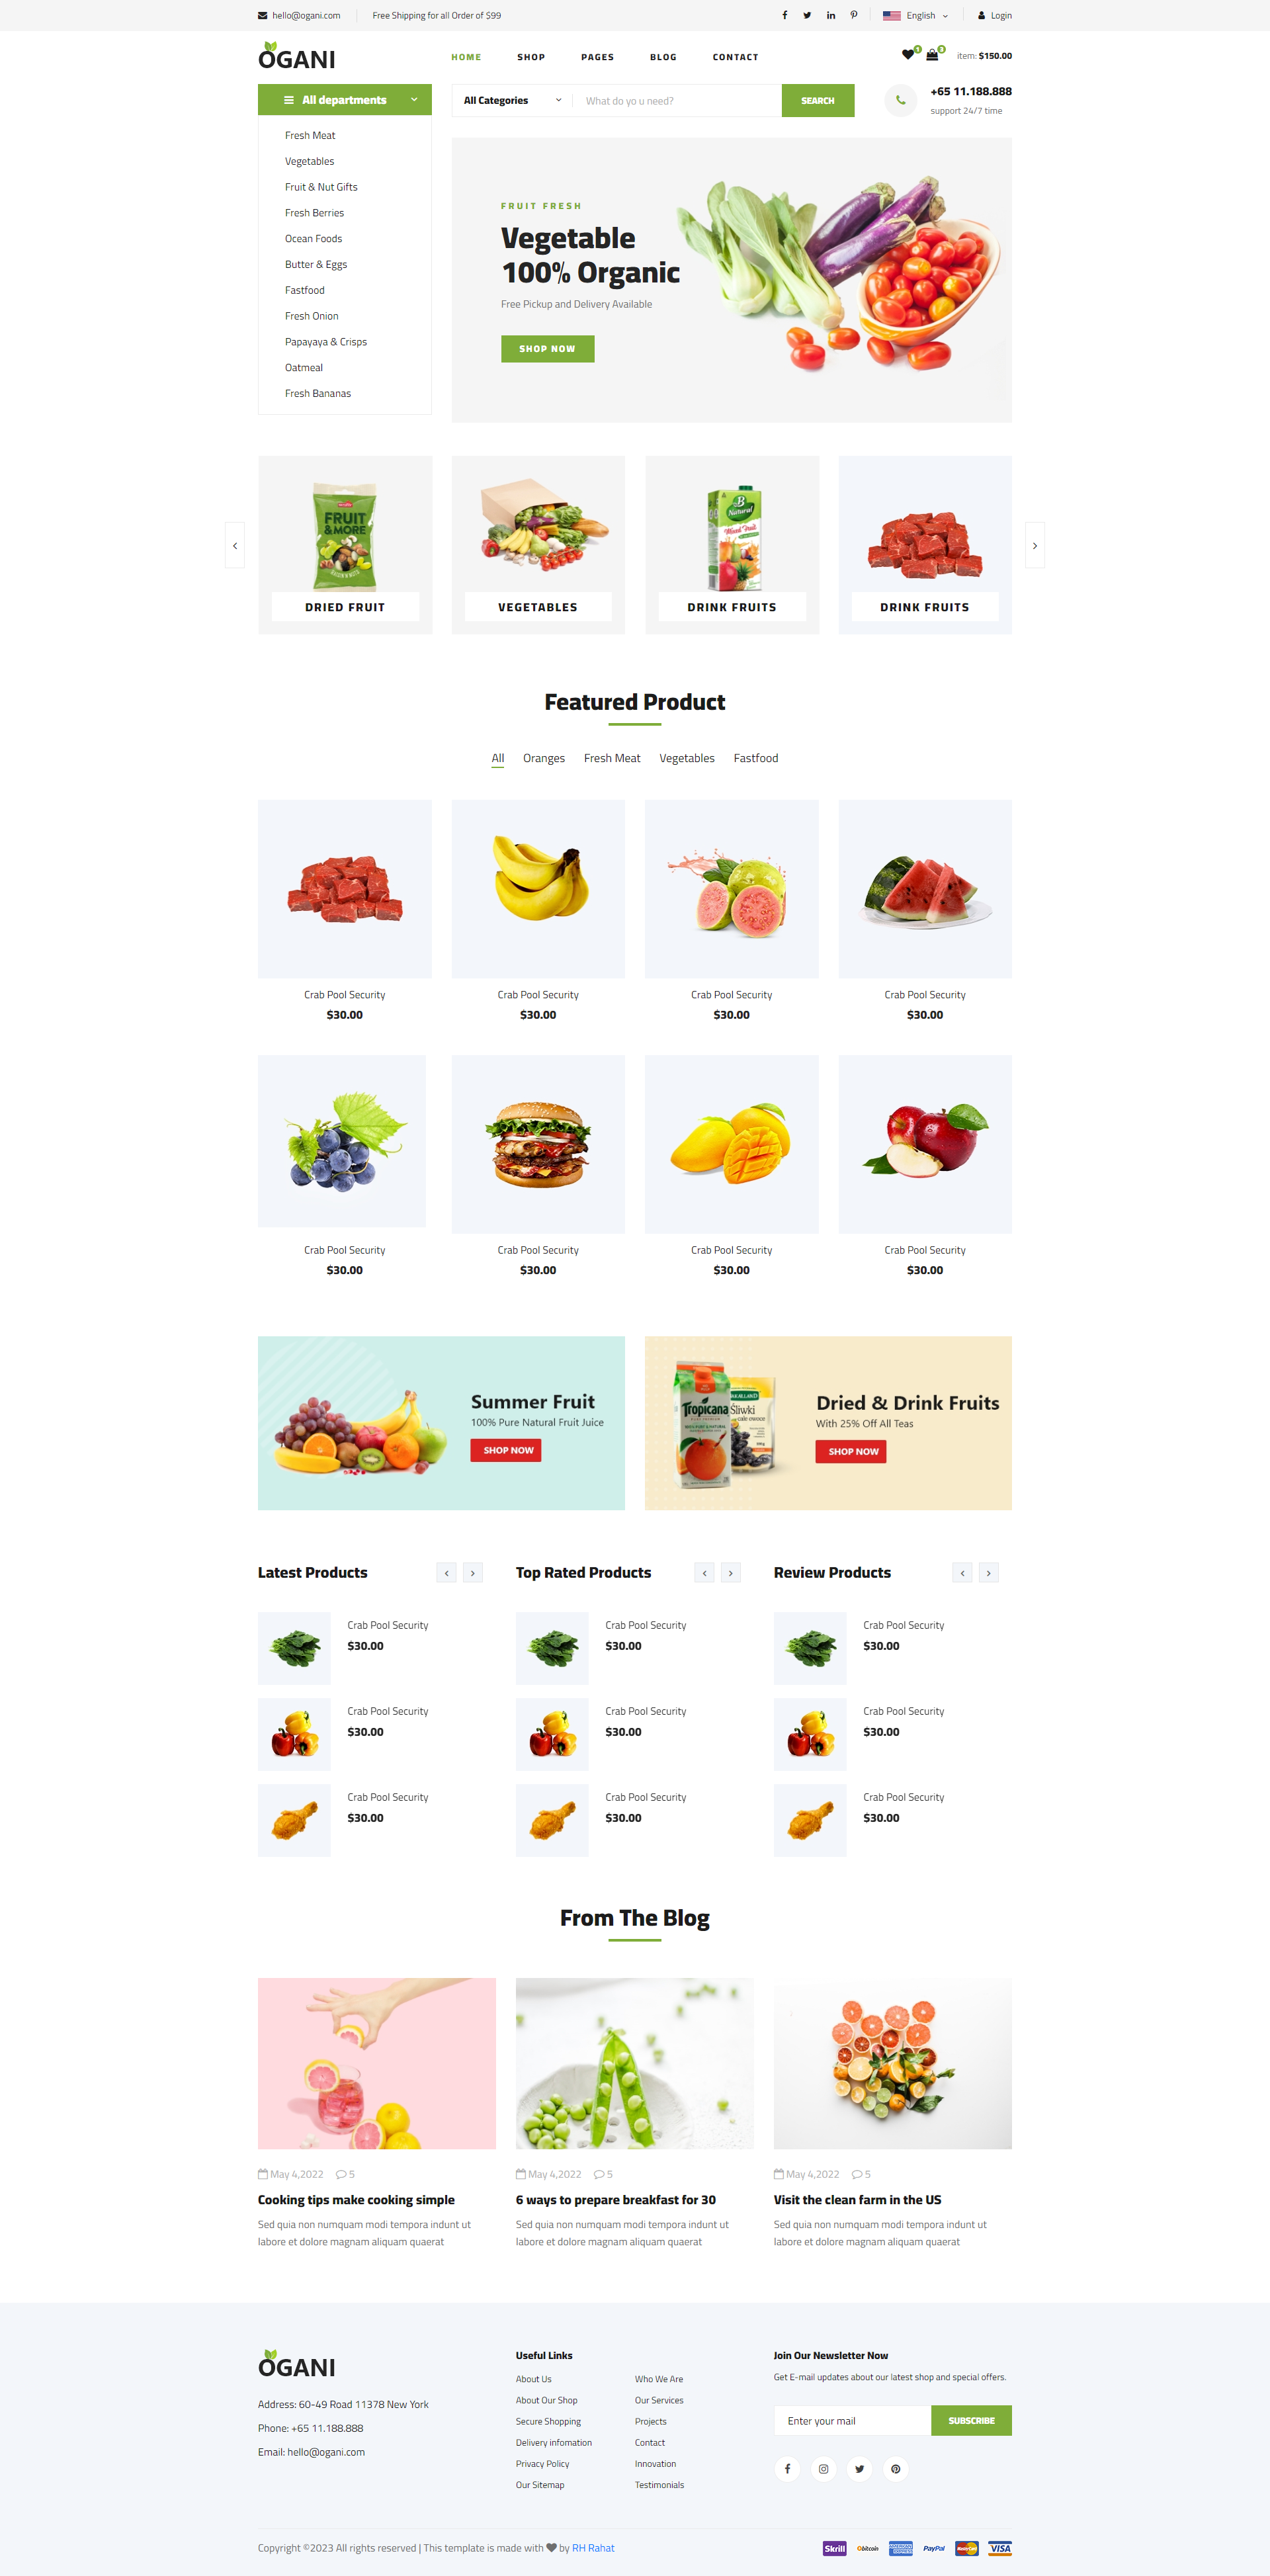 hello@ogani.com
Free Shipping for all Order of $99
English
Login
OGANI
HOME
SHOP
PAGES
BLOG
CONTACT
1
3
item: $150.00
All departments
All Categories
What do yo u need?
SEARCH
+65 11.188.888
support 24/7 time
Fresh Meat
Vegetables
Fruit & Nut Gifts
Fresh Berries
Ocean Foods
Butter & Eggs
Fastfood
Fresh Onion
Papayaya & Crisps
Oatmeal
Fresh Bananas
FRUIT FRESH
Vegetable
100% Organic
Free Pickup and Delivery Available
SHOP NOW
FRUIT
& MORE
B
Natural
Mixed Fruit
DRIED FRUIT
VEGETABLES
DRINK FRUITS
DRINK FRUITS
Featured Product
All
Oranges
Fresh Meat
Vegetables
Fastfood
Crab Pool Security
$30.00
Crab Pool Security
$30.00
Crab Pool Security
$30.00
Crab Pool Security
$30.00
Crab Pool Security
$30.00
Crab Pool Security
$30.00
Crab Pool Security
$30.00
Crab Pool Security
$30.00
Summer Fruit
100% Pure Natural Fruit Juice
SHOP NOW
Tropicana
Śliwki
Dried & Drink Fruits
With 25% Off All Teas
SHOP NOW
Latest Products
Crab Pool Security
$30.00
Crab Pool Security
$30.00
Crab Pool Security
$30.00
Top Rated Products
Crab Pool Security
$30.00
Crab Pool Security
$30.00
Crab Pool Security
$30.00
Review Products
Crab Pool Security
$30.00
Crab Pool Security
$30.00
Crab Pool Security
$30.00
From The Blog
May 4,2022
5
Cooking tips make cooking simple
Sed quia non numquam modi tempora indunt ut
labore et dolore magnam aliquam quaerat
May 4,2022
5
6 ways to prepare breakfast for 30
Sed quia non numquam modi tempora indunt ut
labore et dolore magnam aliquam quaerat
May 4,2022
5
Visit the clean farm in the US
Sed quia non numquam modi tempora indunt ut
labore et dolore magnam aliquam quaerat
OGANI
Address: 60-49 Road 11378 New York
Phone: +65 11.188.888
Email: hello@ogani.com
Useful Links
About Us
About Our Shop
Secure Shopping
Delivery infomation
Privacy Policy
Our Sitemap
Who We Are
Our Services
Projects
Contact
Innovation
Testimonials
Join Our Newsletter Now
Get E-mail updates about our latest shop and special offers.
Enter your mail
SUBSCRIBE
Copyright ©2023 All rights reserved | This template is made with by RH Rahat
Skrill
bitcoin
AMERICAN EXPRESS
PayPal
MasterCard
VISA